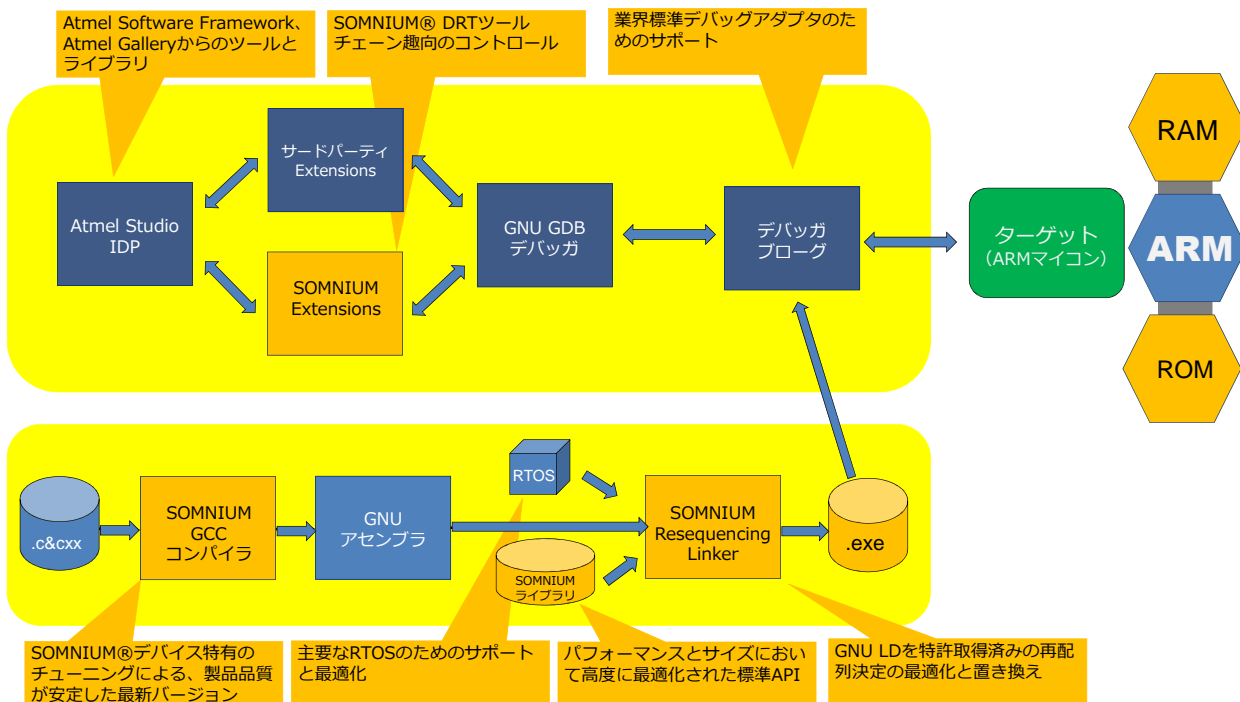 Atmel Software Framework、
Atmel Galleryからのツールと
ライブラリ
SOMNIUM® DRTツール
チェーン趣向のコントロール
業界標準デバッグアダプタのた
めのサポート
サードパーティ
Extensions
Atmel Studio
IDP
SOMNIUM
Extensions
GNU GDB
デバッガ
デバッガ
ブローグ
ターゲット
（ARMマイコン）
RAM
ARM
ROM
.c&cxx
SOMNIUM
GCC
コンパイラ
GNU
アセンブラ
RTOS
SOMNIUM
ライブラリ
SOMNIUM
Resequencing
Linker
.exe
SOMNIUM®デバイス特有の
チューニングによる、製品品質
が安定した最新バージョン
主要なRTOSのためのサポート
と最適化
パフォーマンスとサイズにおい
て高度に最適化された標準API
GNU LDを特許取得済みの再配
列決定の最適化と置き換え